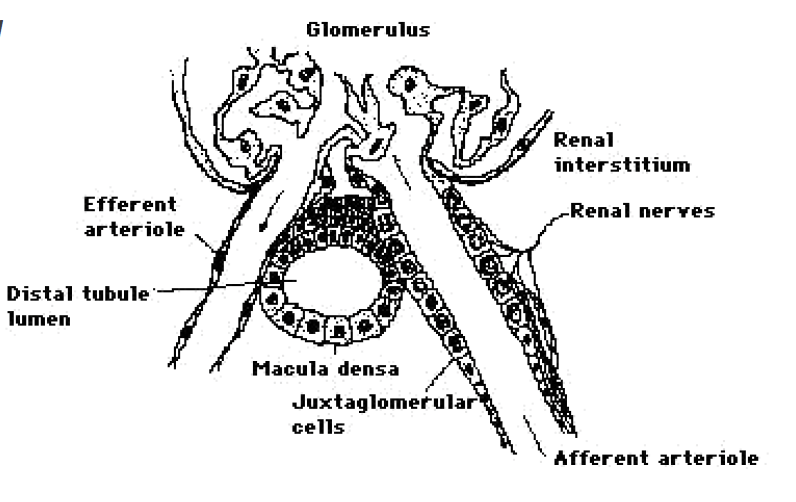 Glomerulus
Renal
interstitium
Efferent
arteriole
Renal nerves
Distal tubule
lumen
Macula densa
Juxtaglomerular
cells
Afferent arteriole